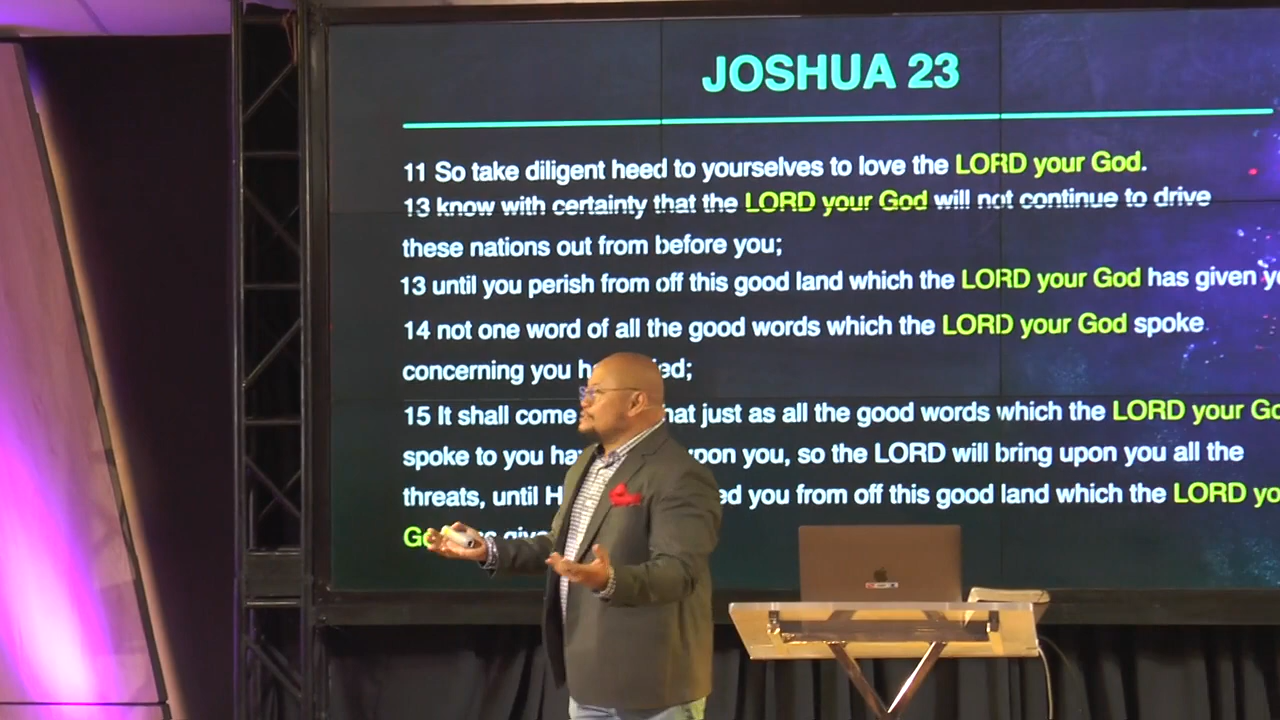 JOSHUA 23
11 So take diligent heed to yourselves to love the LORD your God.
13 know with certainty that the LORD your God will not continue to drive
these nations out from before you;
13 until you perish from off this good land which the LORD your God has given
14 not one word of all the good words which the LORD your God spoke
concerning you
15 It shall come just as all the good words which the LORD your
spoke to you upon you, so the LORD will bring upon you all the
threats, until you from off this good land which the LORD